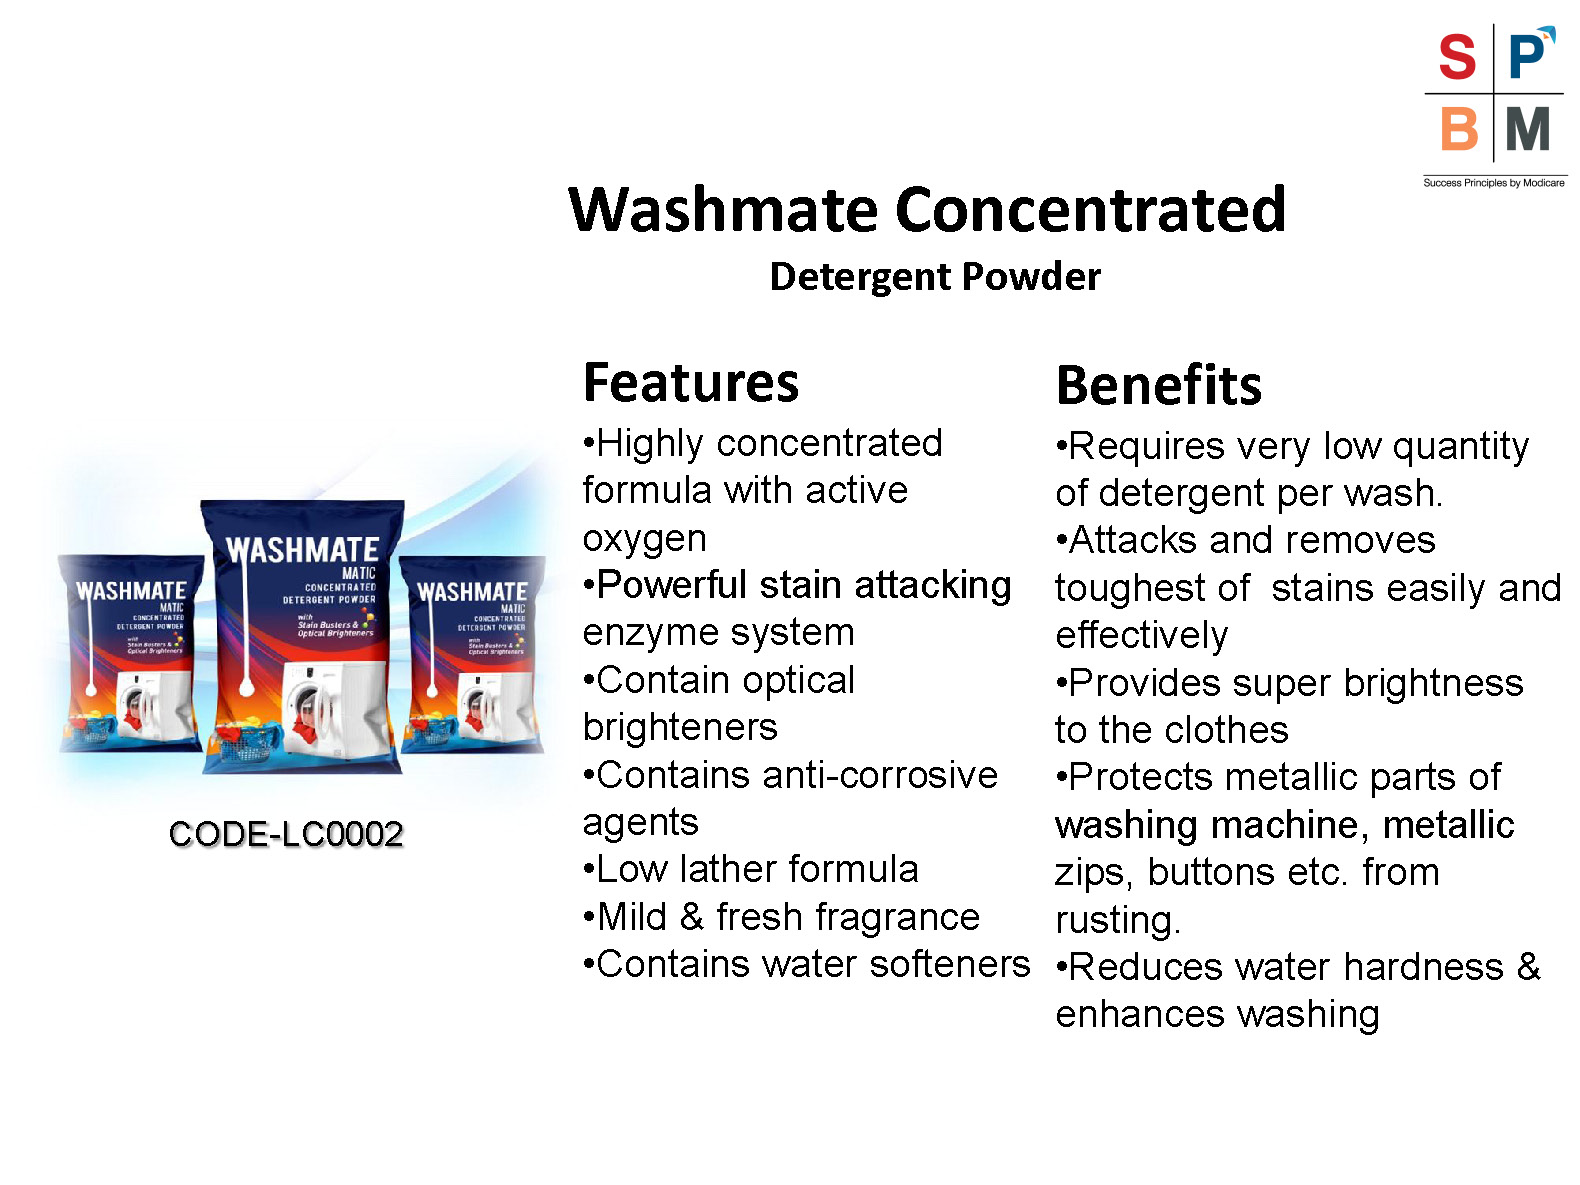 S P
B M
Success Principles by Modicare
Washmate Concentrated
Detergent Powder
Features
•Highly concentrated
formula with active
oxygen
•Powerful stain attacking
enzyme system
•Contain optical
brighteners
•Contains anti-corrosive
agents
•Low lather formula
•Mild & fresh fragrance
•Contains water softeners
Benefits
•Requires very low quantity
of detergent per wash.
•Attacks and removes
toughest of  stains easily and
effectively
•Provides super brightness
to the clothes
•Protects metallic parts of
washing machine, metallic
zips, buttons etc. from
rusting.
•Reduces water hardness &
enhances washing
WASHMATE
MATIC
CONCENTRATED
DETERGENT POWDER
with
Stain Busters &
Optical Brighteners
WASHMATE
MATIC
CONCENTRATED
DETERGENT POWDER
with
Stain Busters &
Optical Brighteners
WASHMATE
MATIC
CONCENTRATED
DETERGENT POWDER
with
Stain Busters &
Optical Brighteners
CODE-LC0002